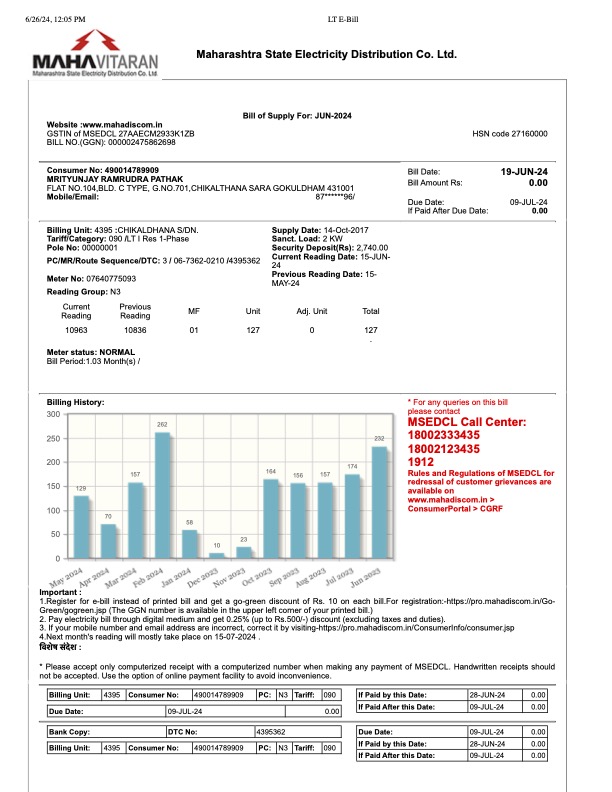 6/26/24, 12:05 PM LT E-Bill
MAHAVITARAN
Maharashtra State Electricity Distribution Co. Ltd.
Maharashtra State Electricity Distribution Co. Ltd.
Bill of Supply For: JUN-2024
Website :www.mahadiscom.in
GSTIN of MSEDCL 27AAECM2933K1ZB HSN code 27160000
BILL NO.(GGN): 000002475862698
Consumer No: 490014789909
MRITYUNJAY RAMRUDRA PATHAK
FLAT NO.104,BLD. C TYPE, G.NO.701,CHIKALTHANA SARA GOKULDHAM 431001
Mobile/Email: 87******96/
Bill Date: 19-JUN-24
Bill Amount Rs: 0.00
Due Date: 09-JUL-24
If Paid After Due Date: 0.00
Billing Unit: 4395 :CHIKALDHANA S/DN.
Tariff/Category: 090 /LT I Res 1-Phase
Pole No: 00000001
PC/MR/Route Sequence/DTC: 3 / 06-7362-0210 /4395362
Meter No: 07640775093
Reading Group: N3
Supply Date: 14-Oct-2017
Sanct. Load: 2 KW
Security Deposit(Rs): 2,740.00
Current Reading Date: 15-JUN-
24
Previous Reading Date: 15-
MAY-24
Current Reading Previous Reading MF Unit Adj. Unit Total
10963 10836 01 127 0 127
Meter status: NORMAL
Bill Period:1.03 Month(s) /
Billing History:
300
250
200
150
100
50
0
129 70 157 262 58 10 23 164 156 157 174 232
May 2024 Apr 2024 Mar 2024 Feb 2024 Jan 2024 Dec 2023 Nov 2023 Oct 2023 Sep 2023 Aug 2023 Jul 2023 Jun 2023
* For any queries on this bill
please contact
MSEDCL Call Center:
18002333435
18002123435
1912
Rules and Regulations of MSEDCL for
redressal of customer grievances are
available on
www.mahadiscom.in >
ConsumerPortal > CGRF
Important :
1.Register for e-bill instead of printed bill and get a go-green discount of Rs. 10 on each bill.For registration:-https://pro.mahadiscom.in/Go-
Green/gogreen.jsp (The GGN number is available in the upper left corner of your printed bill.)
2. Pay electricity bill through digital medium and get 0.25% (up to Rs.500/-) discount (excluding taxes and duties).
3. If your mobile number and email address are incorrect, correct it by visiting-https://pro.mahadiscom.in/ConsumerInfo/consumer.jsp
4.Next month's reading will mostly take place on 15-07-2024 .
विशेष संदेश :
* Please accept only computerized receipt with a computerized number when making any payment of MSEDCL. Handwritten receipts should
not be accepted. Use the option of online payment facility to avoid inconvenience.
Billing Unit: 4395 Consumer No: 490014789909 PC: N3 Tariff: 090
Due Date: 09-JUL-24 0.00
If Paid by this Date: 28-JUN-24 0.00
If Paid After this Date: 09-JUL-24 0.00
Bank Copy: DTC No: 4395362
Billing Unit: 4395 Consumer No: 490014789909 PC: N3 Tariff: 090
Due Date: 09-JUL-24 0.00
If Paid by this Date: 28-JUN-24 0.00
If Paid After this Date: 09-JUL-24 0.00